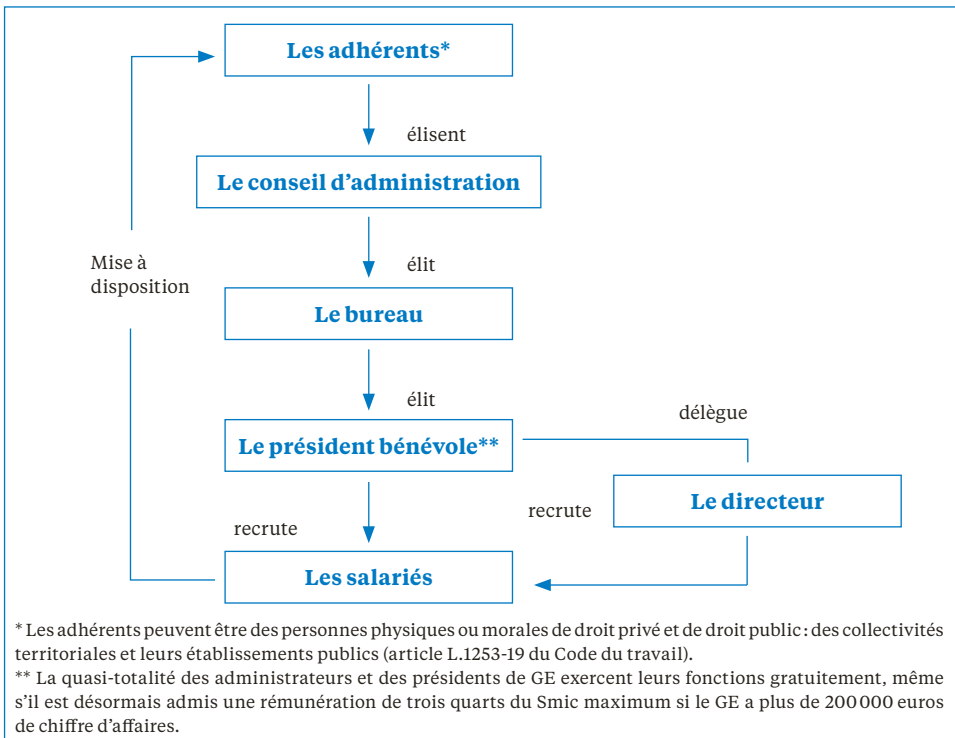 Les adhérents*
élisent
Le conseil d’administration
Mise à
disposition
élit
Le bureau
élit
délègue
Le président bénévole**
Le directeur
recrute
recrute
Les salariés
* Les adhérents peuvent être des personnes physiques ou morales de droit privé et de droit public : des collectivités
territoriales et leurs établissements publics (article L.1253-19 du Code du travail).
** La quasi-totalité des administrateurs et des présidents de GE exercent leurs fonctions gratuitement, même
s’il est désormais admis une rémunération de trois quarts du Smic maximum si le GE a plus de 200 000 euros
de chiffre d’affaires.